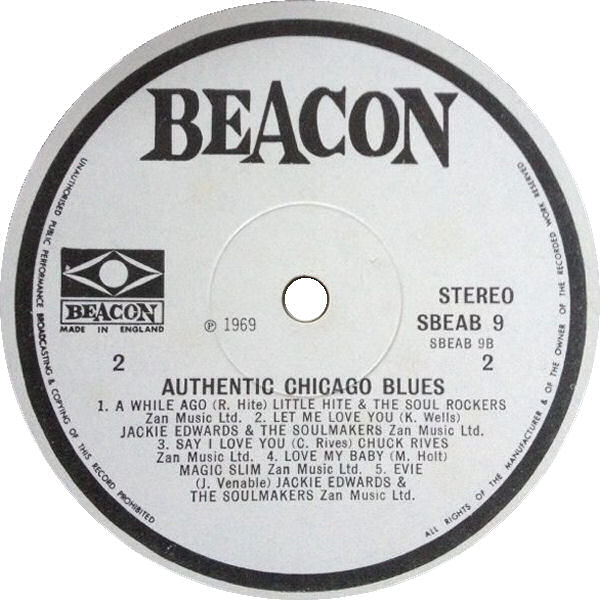 BEACON
UNAUTHORISED PUBLIC PERFORMANCE BROADCASTING & COPYING OF THIS RECORD PROHIBITED
ALL RIGHTS OF THE MANUFACTURER & OF THE OWNER OF THE RECORDED WORK RESERVED
BEACON
MADE IN ENGLAND
℗ 1969
STEREO
SBEAB 9
SBEAB 9B
2
2
AUTHENTIC CHICAGO BLUES
1. A WHILE AGO (R. Hite) LITTLE HITE & THE SOUL ROCKERS
Zan Music Ltd. 2. LET ME LOVE YOU (K. Wells)
JACKIE EDWARDS & THE SOULMAKERS Zan Music Ltd.
3. SAY I LOVE YOU (C. Rives) CHUCK RIVES
Zan Music Ltd. 4. LOVE MY BABY (M. Holt)
MAGIC SLIM Zan Music Ltd. 5. EVIE
(J. Venable) JACKIE EDWARDS &
THE SOULMAKERS Zan Music Ltd.